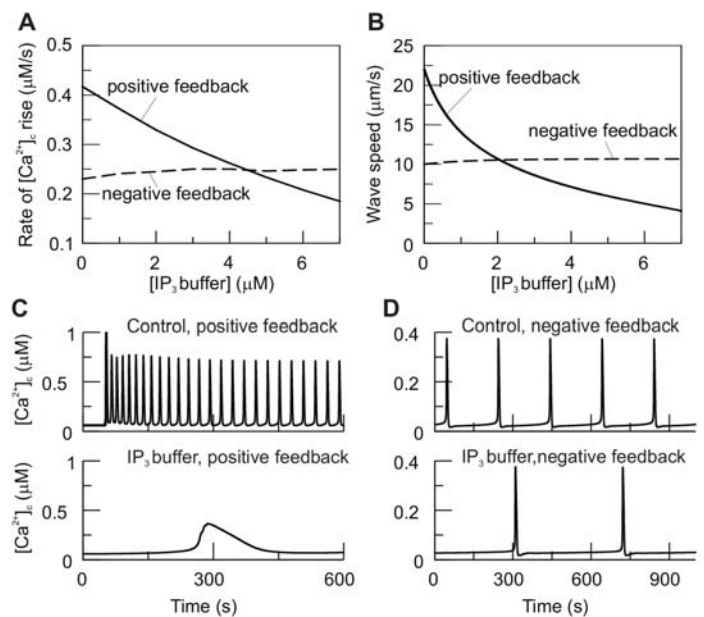 A
Rate of [Ca²⁺]c rise (μM/s)
0.5
0.4
0.3
0.2
0.1
positive feedback
negative feedback
0 2 4 6
[IP₃ buffer] (μM)
B
Wave speed (μm/s)
25
20
15
10
5
0
positive feedback
negative feedback
0 2 4 6
[IP₃ buffer] (μM)
C
Control, positive feedback
[Ca²⁺]c (μM)
1
0.5
0
IP₃ buffer, positive feedback
[Ca²⁺]c (μM)
1
0.5
0
0 300 600
Time (s)
D
Control, negative feedback
0.4
0.2
0
IP₃ buffer,negative feedback
0.4
0.2
0
0 300 600 900
Time (s)